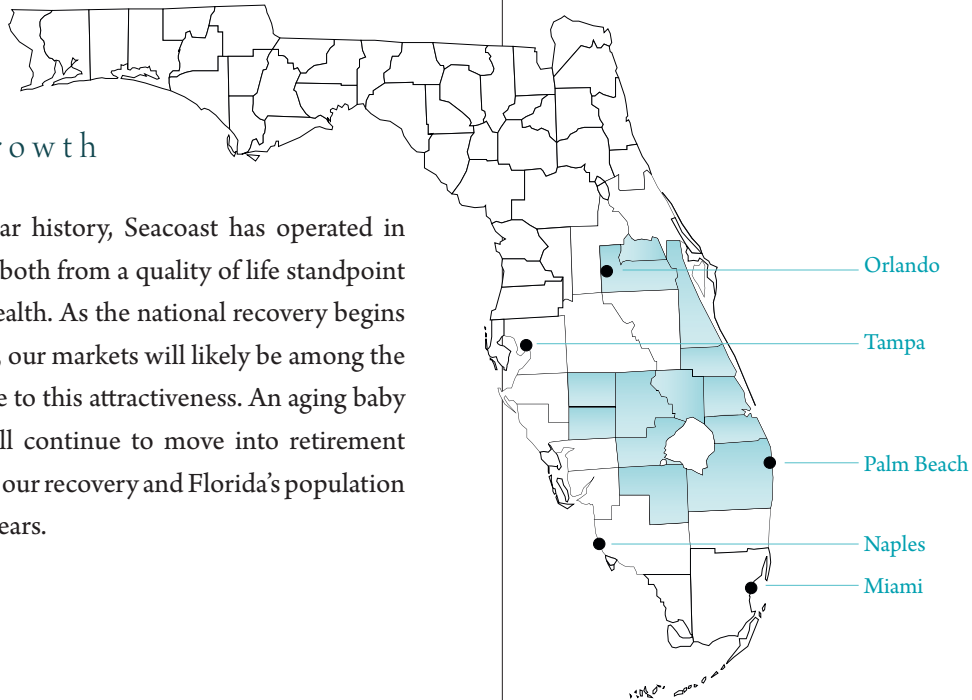 rowth
ar history, Seacoast has operated in
both from a quality of life standpoint
ealth. As the national recovery begins
, our markets will likely be among the
e to this attractiveness. An aging baby
ll continue to move into retirement
our recovery and Florida's population
ears.
Orlando
Tampa
Palm Beach
Naples
Miami